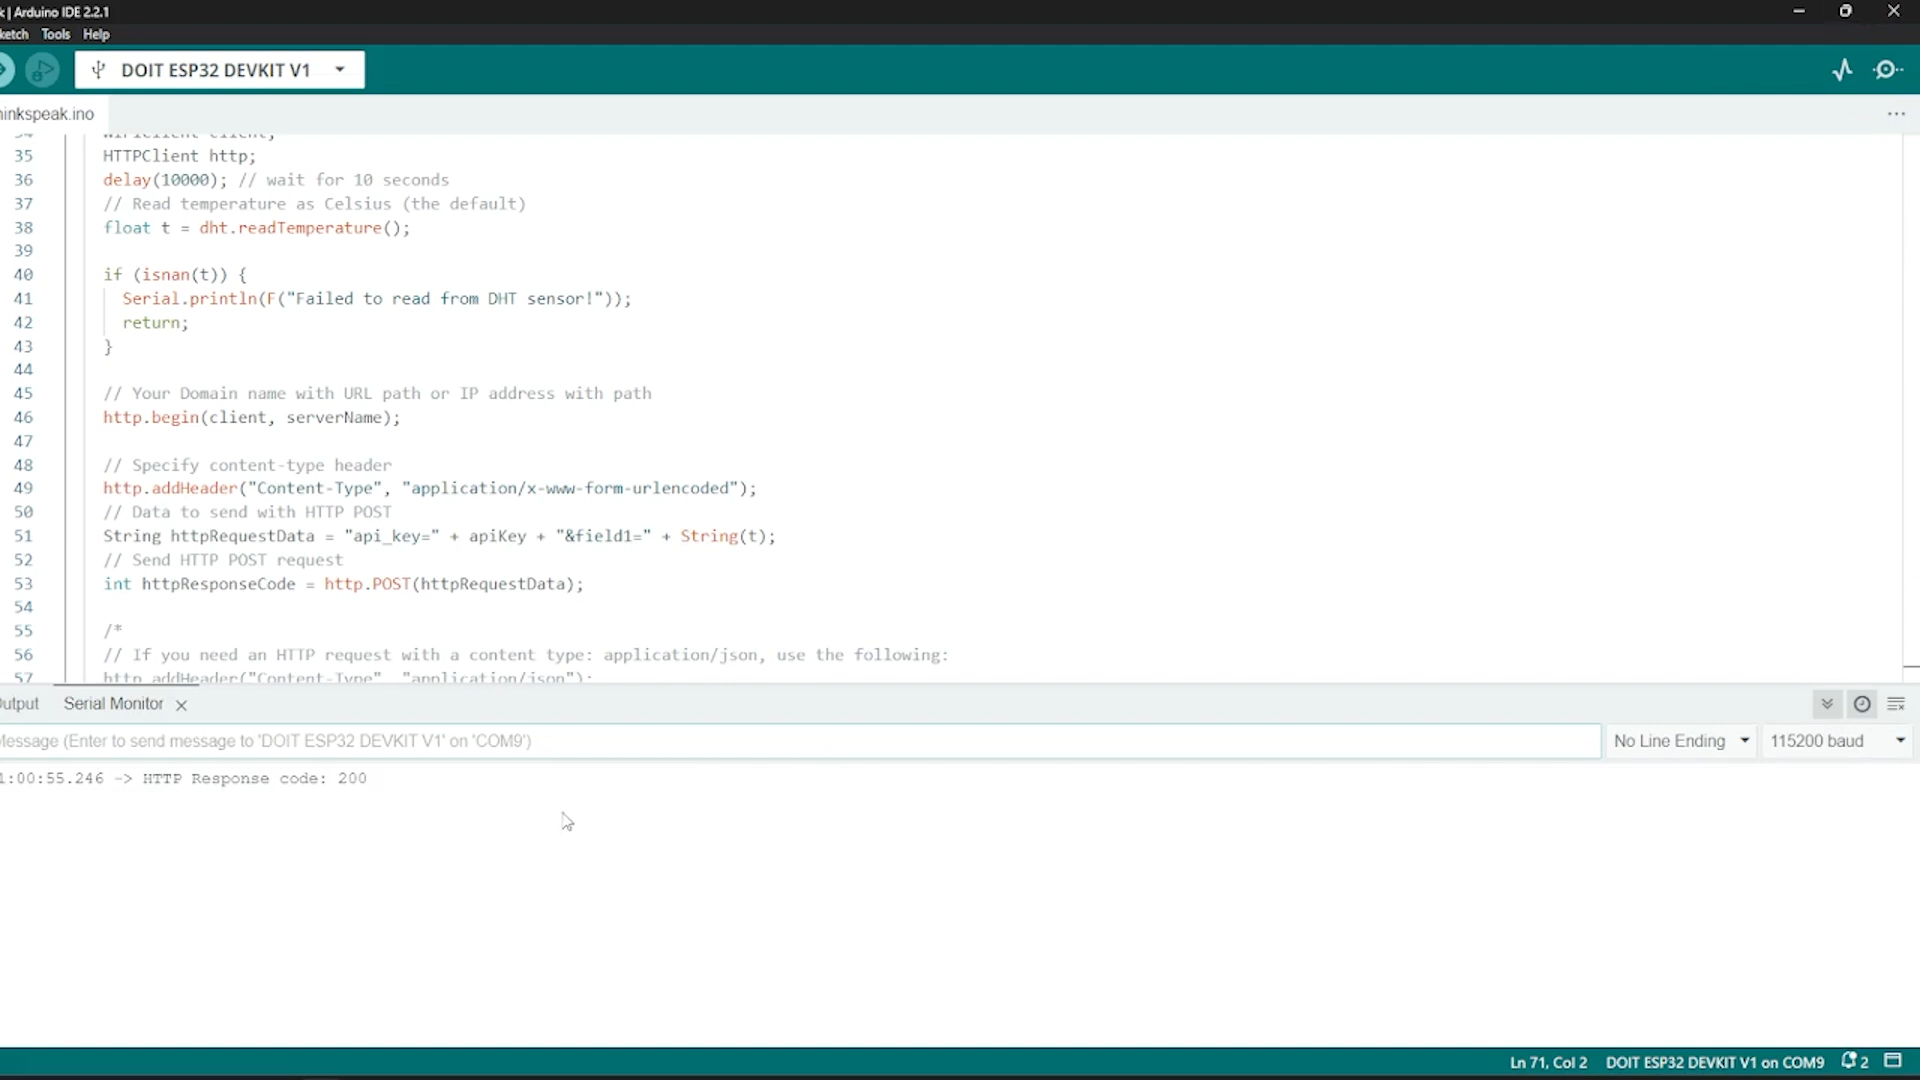 | Arduino IDE 2.2.1
Tools Help
DOIT ESP32 DEVKIT V1
inkspeak.ino
35 HTTPClient http;
36 delay(10000); // wait for 10 seconds
37 // Read temperature as Celsius (the default)
38 float t = dht.readTemperature();
39
40 if (isnan(t)) {
41 Serial.println(F("Failed to read from DHT sensor!"));
42 return;
43 }
44
45 // Your Domain name with URL path or IP address with path
46 http.begin(client, serverName);
47
48 // Specify content-type header
49 http.addHeader("Content-Type", "application/x-www-form-urlencoded");
50 // Data to send with HTTP POST
51 String httpRequestData = "api_key=" + apiKey + "&field1=" + String(t);
52 // Send HTTP POST request
53 int httpResponseCode = http.POST(httpRequestData);
54
55 /*
56 // If you need an HTTP request with a content type: application/json, use the following:
57 http.addHeader("Content-Type", "application/json");
utput Serial Monitor
essage (Enter to send message to 'DOIT ESP32 DEVKIT V1' on 'COM9') No Line Ending 115200 baud
1:00:55.246 -> HTTP Response code: 200
Ln 71, Col 2 DOIT ESP32 DEVKIT V1 on COM9 2